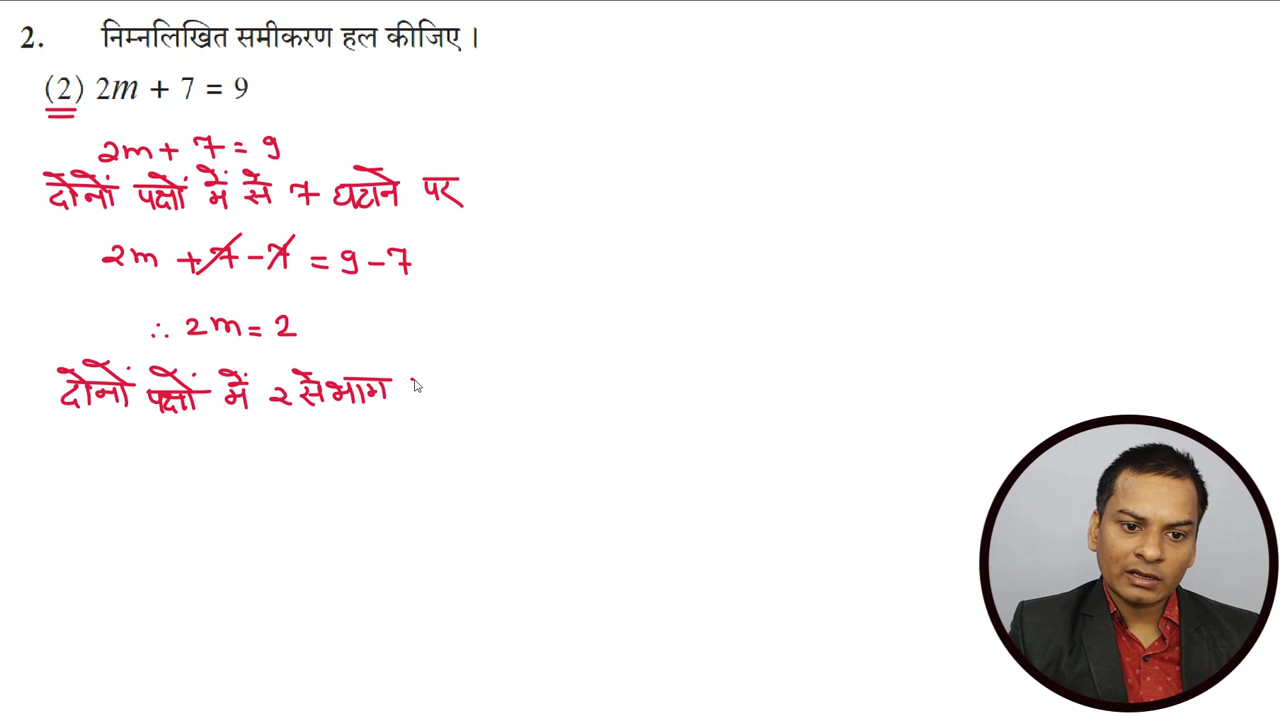 2. निम्नलिखित समीकरण हल कीजिए ।
(2) 2m + 7 = 9
2m + 7 = 9
दोनों पक्षों में से 7 घटाने पर
2m + 7 - 7 = 9 - 7
∴ 2m = 2
दोनों पक्षों में २ से भाग